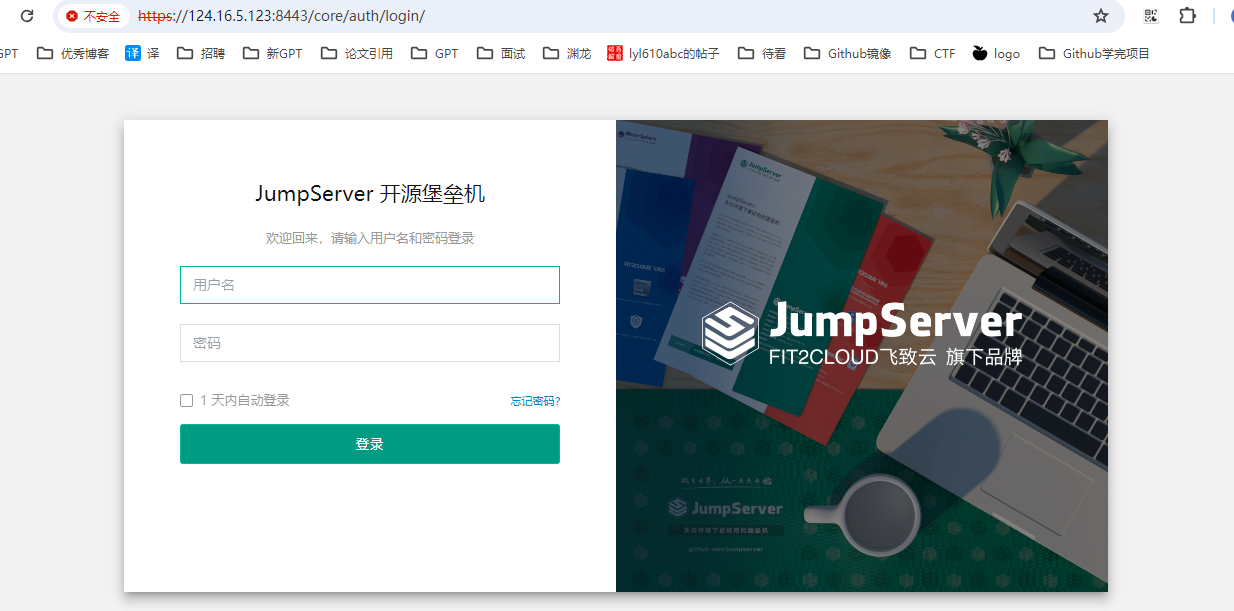 不安全 https://124.16.5.123:8443/core/auth/login/
GPT 优秀博客 译 译 招聘 新GPT 论文引用 GPT 面试 渊龙 lyl610abc的帖子 待看 Github镜像 CTF logo Github学完项目
JumpServer 开源堡垒机
欢迎回来，请输入用户名和密码登录
用户名
密码
1 天内自动登录
忘记密码?
登录
JumpServer
JumpServer
FIT2CLOUD飞致云 旗下品牌
JumpServer
github.com/jumpserver